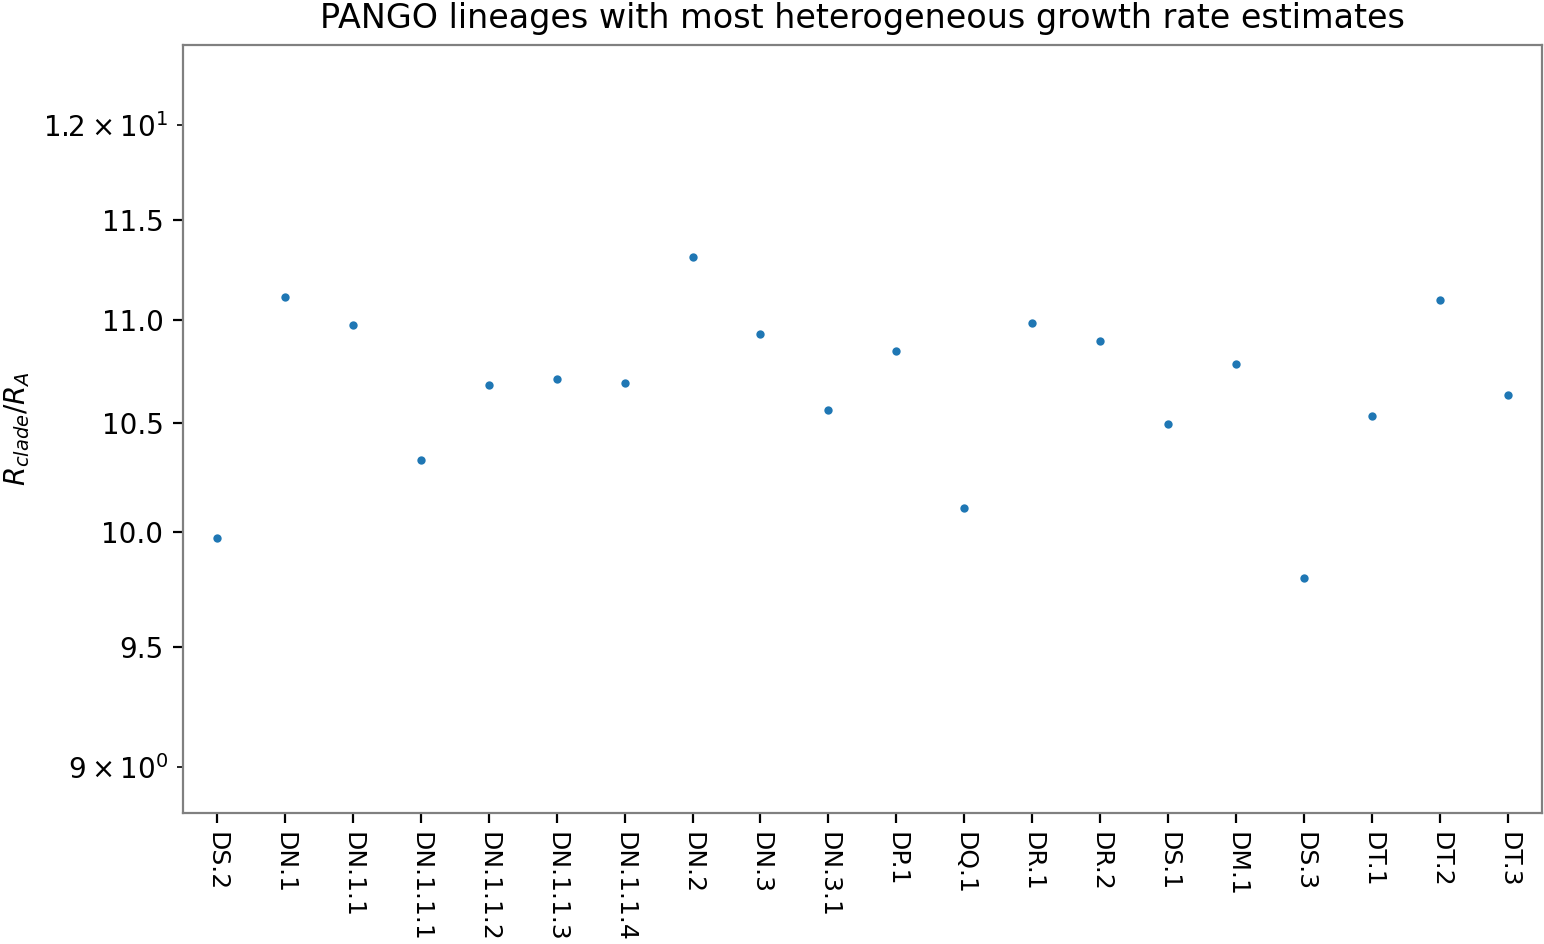 PANGO lineages with most heterogeneous growth rate estimates
R_clade/R_A
1.2 × 10¹
11.5
11.0
10.5
10.0
9.5
9 × 10⁰
DS.2
DN.1
DN.1.1
DN.1.1.1
DN.1.1.2
DN.1.1.3
DN.1.1.4
DN.2
DN.3
DN.3.1
DP.1
DQ.1
DR.1
DR.2
DS.1
DM.1
DS.3
DT.1
DT.2
DT.3